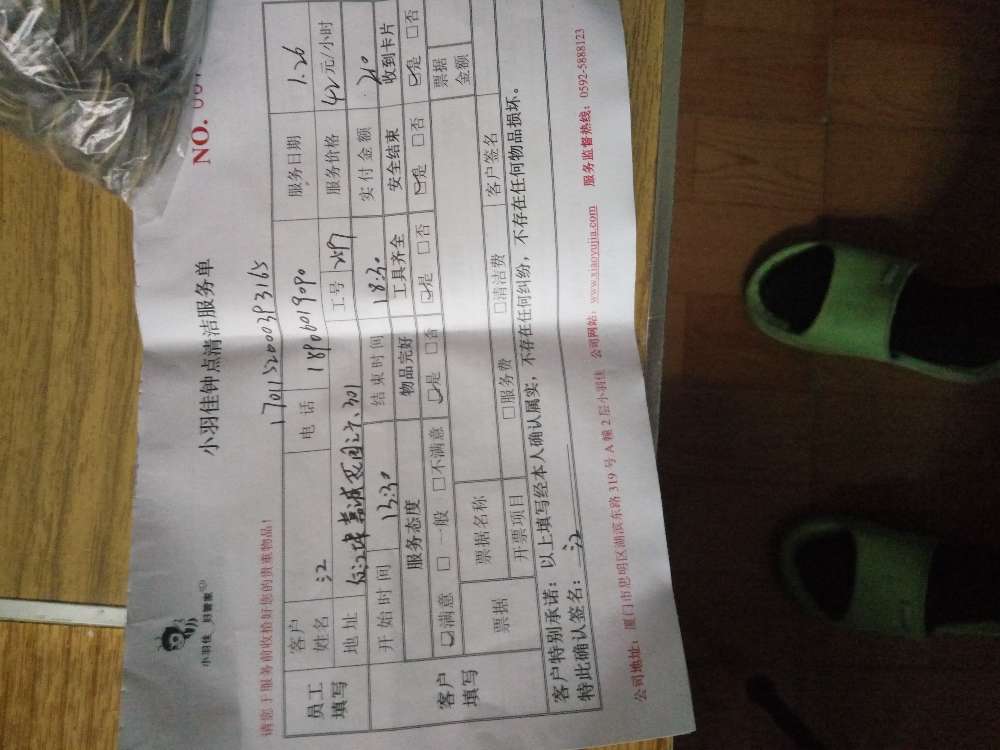 小羽佳 好管家
小羽佳钟点清洁服务单
NO.
请您于服务前收拾好您的贵重物品!
1701152000393165
员工填写
客户姓名 江 电话 18960190P0 服务日期 1.26
地址 工号 服务价格 42元/小时
开始时间 13:30 结束时间 18:30 实付金额 210
客户填写
服务态度 物品完好 工具齐全 安全结束 收到卡片
☑满意 □一般 □不满意 ☑是 □否 ☑是 □否 ☑是 □否 ☑是 □否
票据 票据名称 票据金额
开票项目 □服务费 □清洁费 客户签名
客户特别承诺:以上填写经本人确认属实,不存在任何纠纷,不存在任何物品损坏。
特此确认签名: 江
公司地址:厦门市思明区湖滨东路319号A幢2层小羽佳 公司网站:www.xiaoyujia.com 服务监督热线:0592-5888123